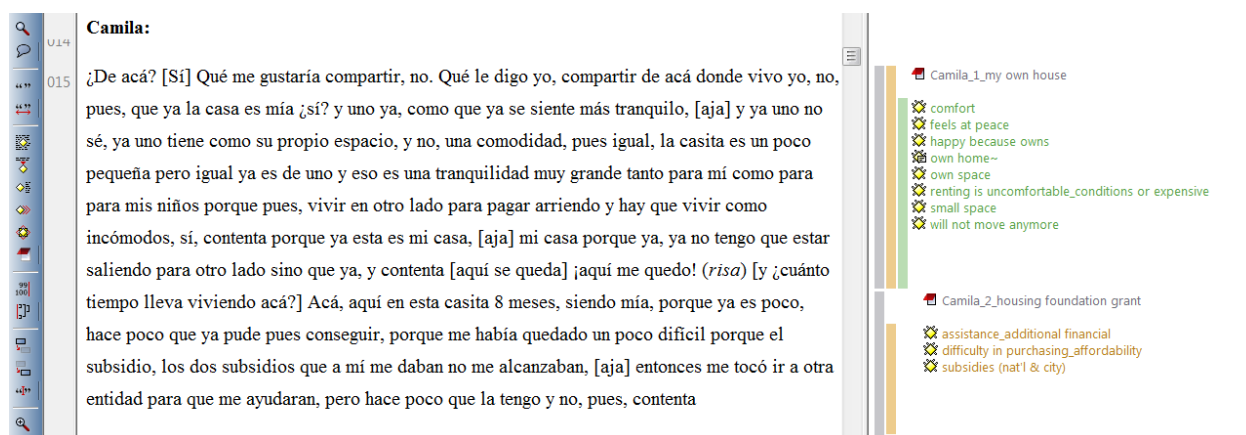 Camila:
014
015
¿De acá? [Sí] Qué me gustaría compartir, no. Qué le digo yo, compartir de acá donde vivo yo, no,
pues, que ya la casa es mía ¿sí? y uno ya, como que ya se siente más tranquilo, [aja] y ya uno no
sé, ya uno tiene como su propio espacio, y no, una comodidad, pues igual, la casita es un poco
pequeña pero igual ya es de uno y eso es una tranquilidad muy grande tanto para mí como para
para mis niños porque pues, vivir en otro lado para pagar arriendo y hay que vivir como
incómodos, sí, contenta porque ya esta es mi casa, [aja] mi casa porque ya, ya no tengo que estar
saliendo para otro lado sino que ya, y contenta [aquí se queda] ¡aquí me quedo! (risa) [y ¿cuánto
tiempo lleva viviendo acá?] Acá, aquí en esta casita 8 meses, siendo mía, porque ya es poco,
hace poco que ya pude pues conseguir, porque me había quedado un poco difícil porque el
subsidio, los dos subsidios que a mí me daban no me alcanzaban, [aja] entonces me tocó ir a otra
entidad para que me ayudaran, pero hace poco que la tengo y no, pues, contenta
Camila_1_my own house
comfort
feels at peace
happy because owns
own home~
own space
renting is uncomfortable_conditions or expensive
small space
will not move anymore
Camila_2_housing foundation grant
assistance_additional financial
difficulty in purchasing_affordability
subsidies (nat'l & city)